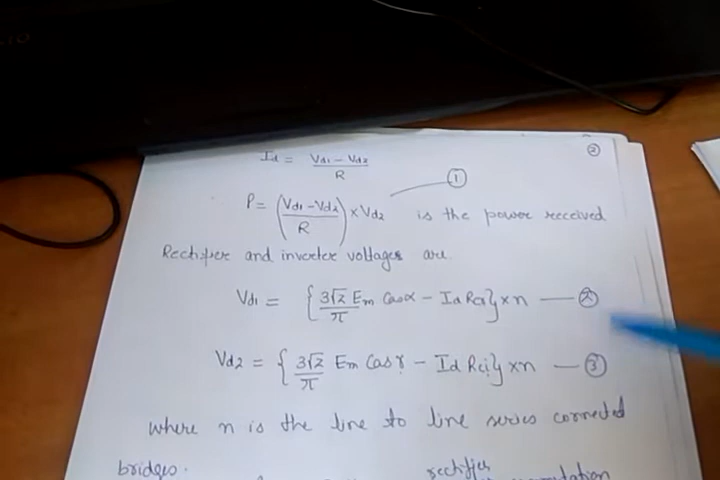 ②
Id = Vd1 - Vd2 / R
①
P = (Vd1 - Vd2 / R) × Vd2 is the power received
Rectifier and inverter voltages are
Vd1 = {3√2/π Em Cosα - Id Rci} × n — ②
Vd2 = {3√2/π Em Cosγ - Id Rci} × n — ③
where n is the line to line series connected
bridges. rectifier